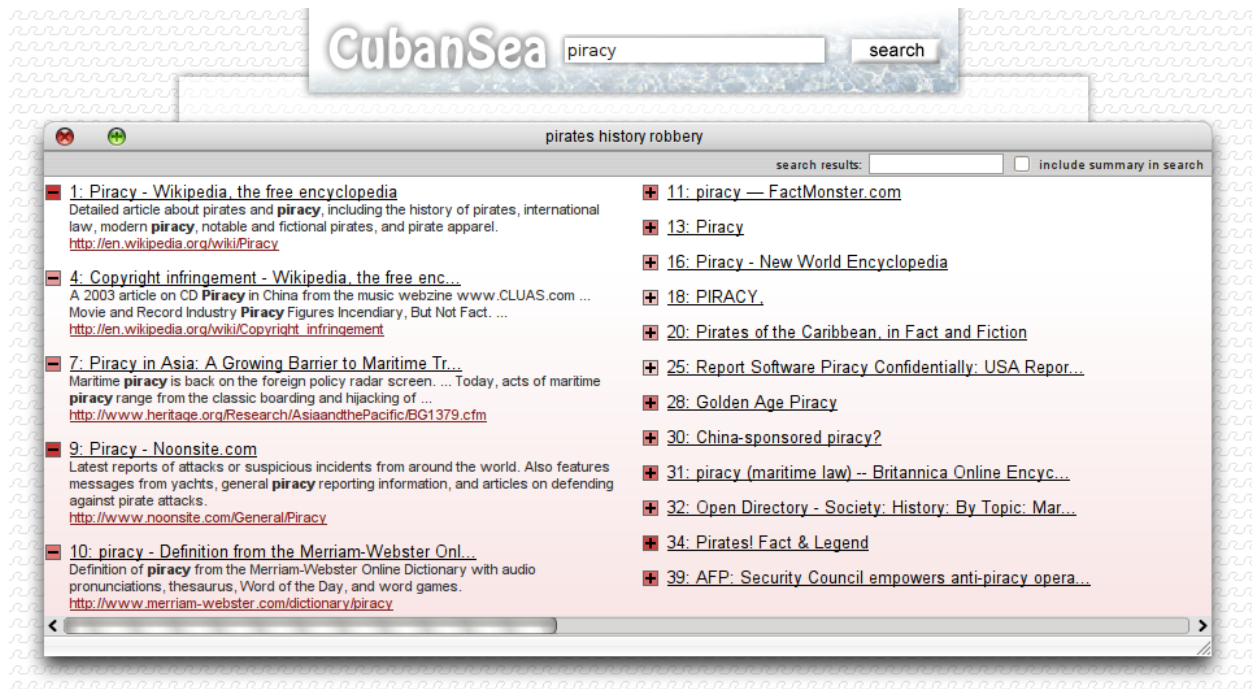 CubanSea piracy search
pirates history robbery
search results: include summary in search
1: Piracy - Wikipedia, the free encyclopedia
Detailed article about pirates and piracy, including the history of pirates, international
law, modern piracy, notable and fictional pirates, and pirate apparel.
http://en.wikipedia.org/wiki/Piracy
4: Copyright infringement - Wikipedia, the free enc...
A 2003 article on CD Piracy in China from the music webzine www.CLUAS.com ...
Movie and Record Industry Piracy Figures Incendiary, But Not Fact. ...
http://en.wikipedia.org/wiki/Copyright_infringement
7: Piracy in Asia: A Growing Barrier to Maritime Tr...
Maritime piracy is back on the foreign policy radar screen. ... Today, acts of maritime
piracy range from the classic boarding and hijacking of ...
http://www.heritage.org/Research/AsiaandthePacific/BG1379.cfm
9: Piracy - Noonsite.com
Latest reports of attacks or suspicious incidents from around the world. Also features
messages from yachts, general piracy reporting information, and articles on defending
against pirate attacks.
http://www.noonsite.com/General/Piracy
10: piracy - Definition from the Merriam-Webster Onl...
Definition of piracy from the Merriam-Webster Online Dictionary with audio
pronunciations, thesaurus, Word of the Day, and word games.
http://www.merriam-webster.com/dictionary/piracy
11: piracy — FactMonster.com
13: Piracy
16: Piracy - New World Encyclopedia
18: PIRACY,
20: Pirates of the Caribbean, in Fact and Fiction
25: Report Software Piracy Confidentially: USA Repor...
28: Golden Age Piracy
30: China-sponsored piracy?
31: piracy (maritime law) -- Britannica Online Encyc...
32: Open Directory - Society: History: By Topic: Mar...
34: Pirates! Fact & Legend
39: AFP: Security Council empowers anti-piracy opera...